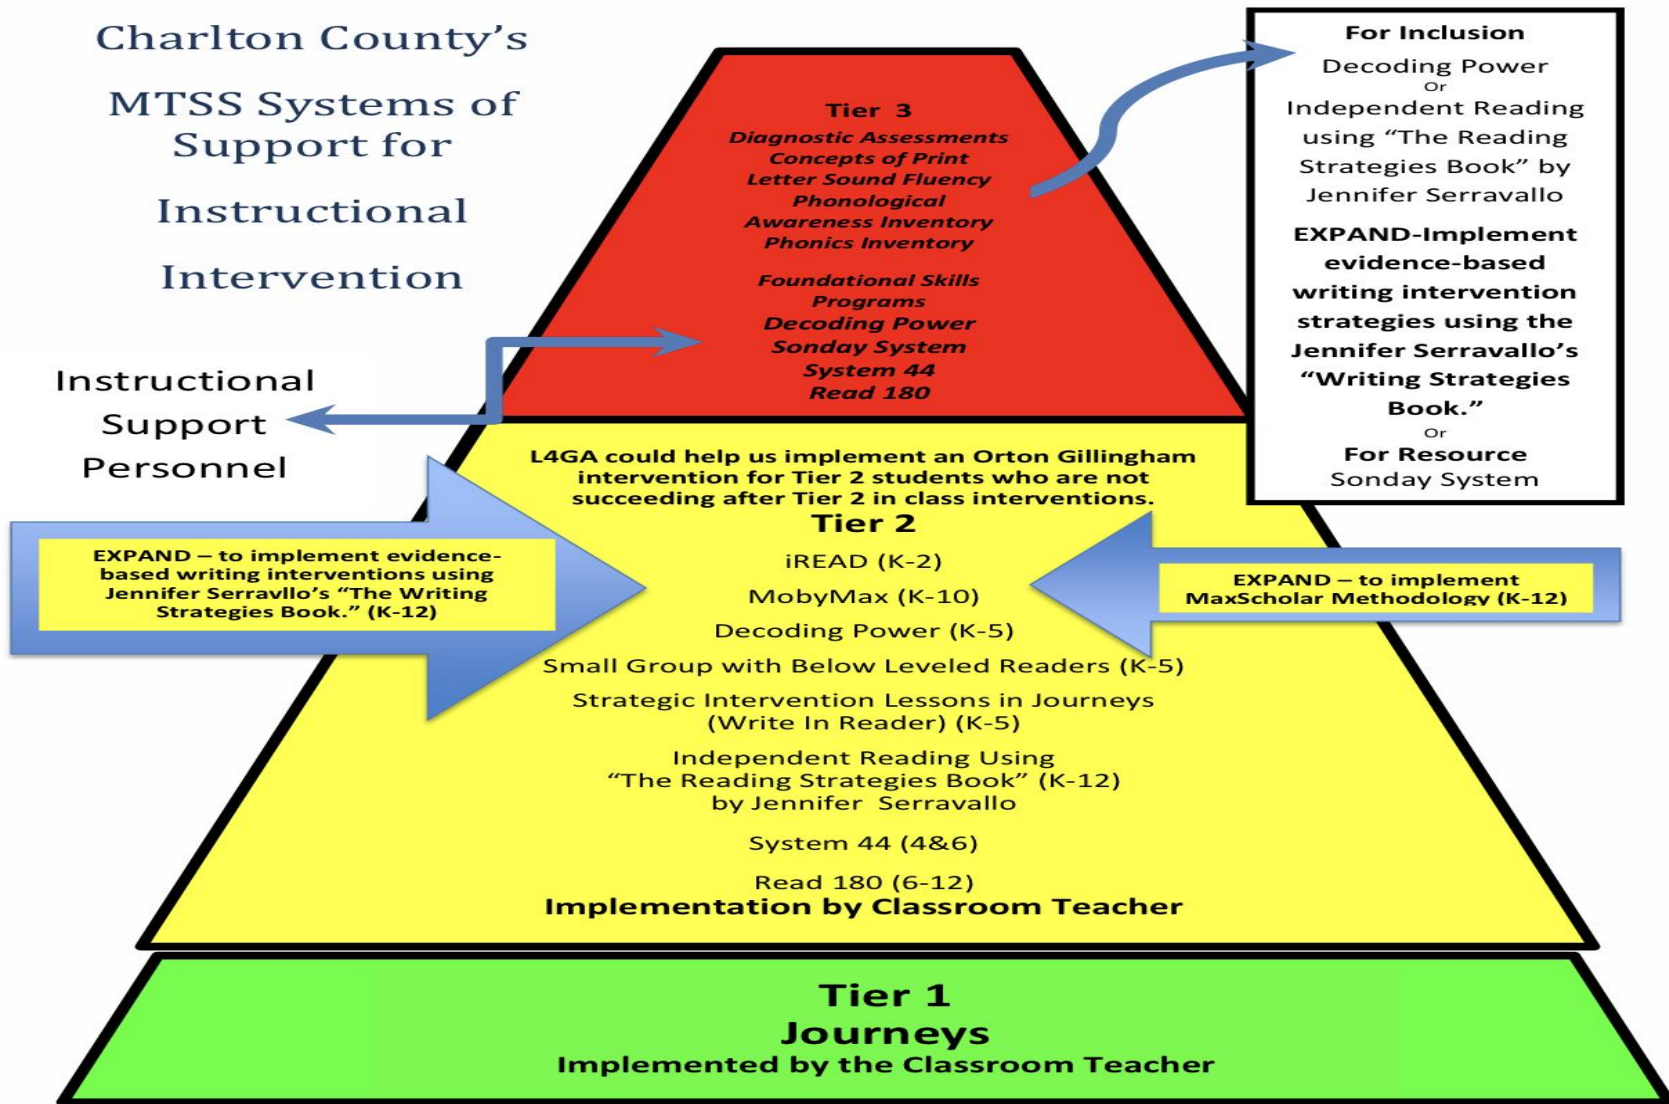 Charlton County's
MTSS Systems of
Support for
Instructional
Intervention
Tier 3
Diagnostic Assessments
Concepts of Print
Letter Sound Fluency
Phonological
Awareness Inventory
Phonics Inventory
Foundational Skills
Programs
Decoding Power
Sonday System
System 44
Read 180
For Inclusion
Decoding Power
Or
Independent Reading
using “The Reading
Strategies Book” by
Jennifer Serravallo
EXPAND-Implement
evidence-based
writing intervention
strategies using the
Jennifer Serravallo’s
“Writing Strategies
Book.”
Or
For Resource
Sonday System
Instructional
Support
Personnel
L4GA could help us implement an Orton Gillingham
intervention for Tier 2 students who are not
succeeding after Tier 2 in class interventions.
Tier 2
iREAD (K-2)
MobyMax (K-10)
Decoding Power (K-5)
Small Group with Below Leveled Readers (K-5)
Strategic Intervention Lessons in Journeys
(Write In Reader) (K-5)
Independent Reading Using
“The Reading Strategies Book” (K-12)
by Jennifer Serravallo
System 44 (4&6)
Read 180 (6-12)
Implementation by Classroom Teacher
EXPAND – to implement evidence-
based writing interventions using
Jennifer Serravllo’s “The Writing
Strategies Book.” (K-12)
EXPAND – to implement
MaxScholar Methodology (K-12)
Tier 1
Journeys
Implemented by the Classroom Teacher